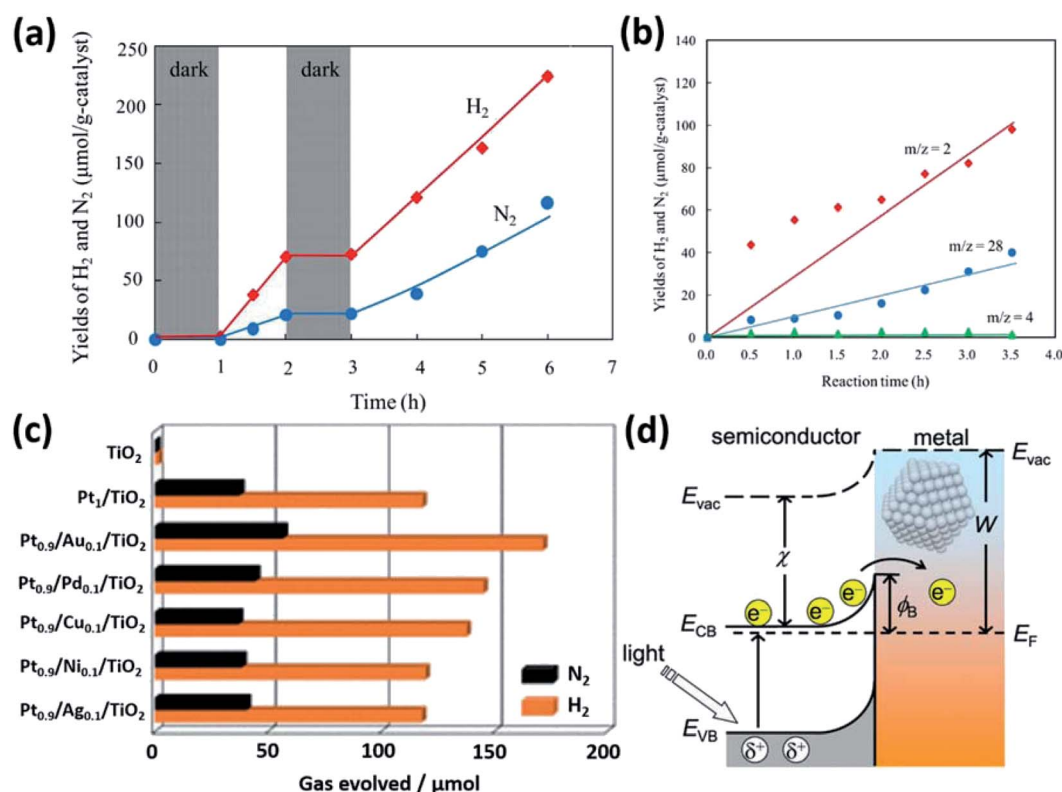 (a)
250
200
150
100
50
0
Yields of H2 and N2 (μmol/g-catalyst)
dark
dark
H2
N2
0 1 2 3 4 5 6 7
Time (h)
(b)
140
120
100
80
60
40
20
0
Yields of H2 and N2 (μmol/g-catalyst)
m/z = 2
m/z = 28
m/z = 4
0.0 0.5 1.0 1.5 2.0 2.5 3.0 3.5 4.0
Reaction time (h)
(c)
TiO2
Pt1/TiO2
Pt0.9/Au0.1/TiO2
Pt0.9/Pd0.1/TiO2
Pt0.9/Cu0.1/TiO2
Pt0.9/Ni0.1/TiO2
Pt0.9/Ag0.1/TiO2
N2
H2
0 50 100 150 200
Gas evolved / μmol
(d)
semiconductor metal
Evac
Evac
χ
W
e⁻ e⁻ e⁻ e⁻
ϕB
ECB
EF
light
EVB
δ⁺ δ⁺